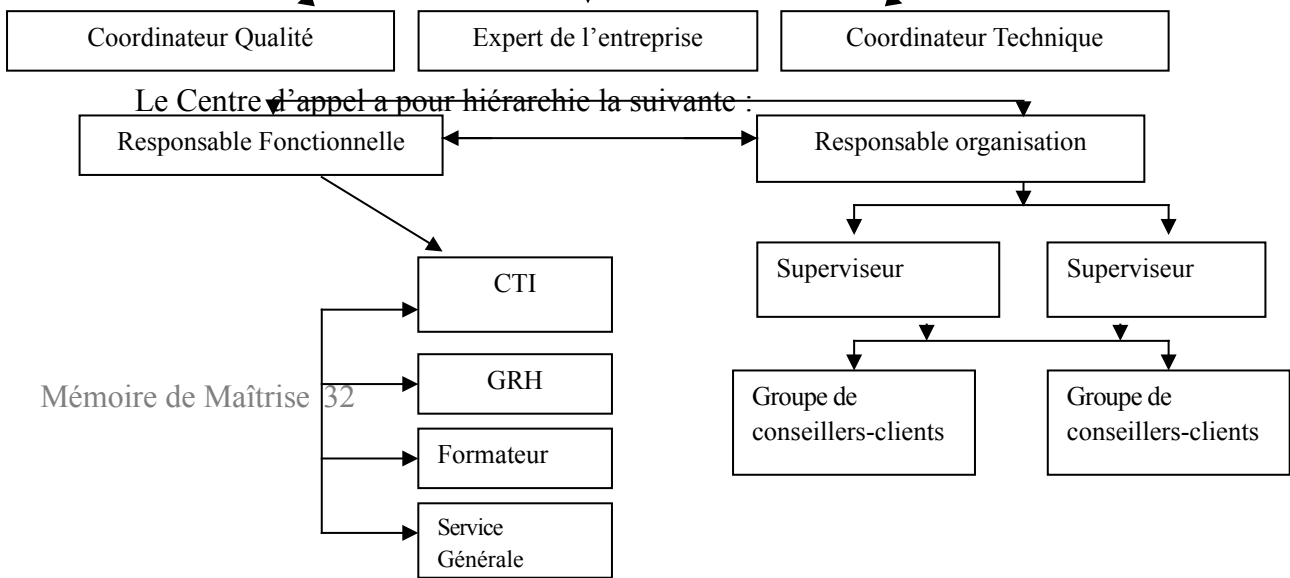 Coordinateur Qualité
Expert de l’entreprise
Coordinateur Technique
Le Centre d’appel a pour hiérarchie la suivante :
Responsable Fonctionnelle
Responsable organisation
CTI
Superviseur
Superviseur
GRH
Mémoire de Maîtrise 32
Groupe de
conseillers-clients
Groupe de
conseillers-clients
Formateur
Service
Générale